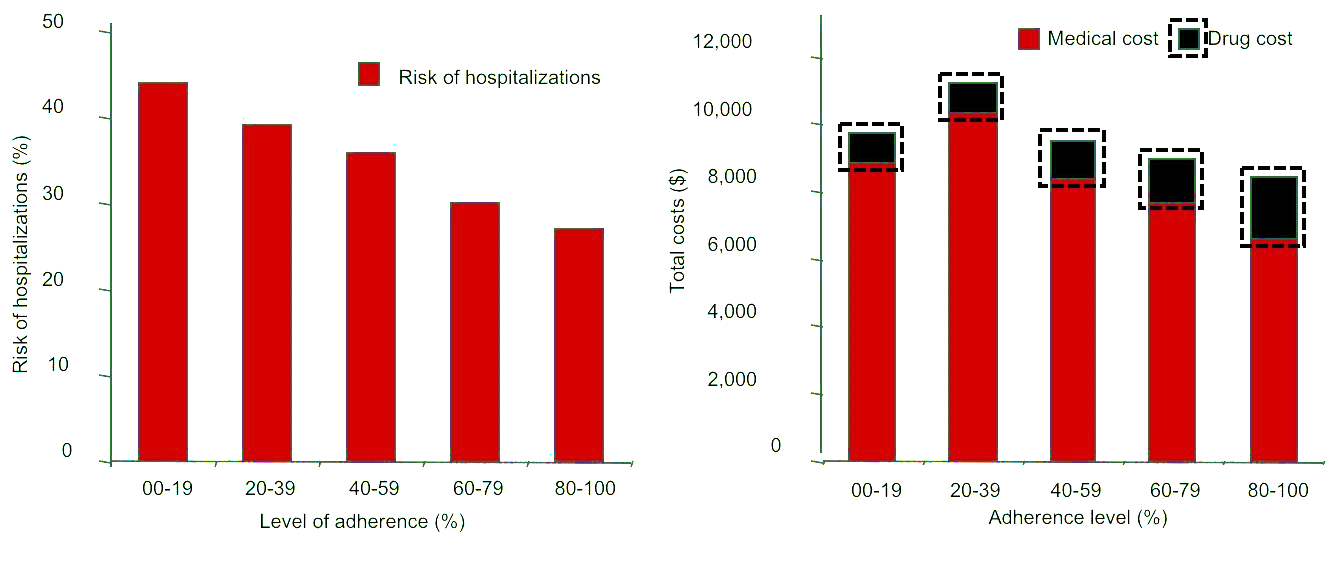 50
40
30
20
10
0
Risk of hospitalizations (%)
Risk of hospitalizations
00-19 20-39 40-59 60-79 80-100
Level of adherence (%)
12,000
10,000
8,000
6,000
4,000
2,000
0
Total costs ($)
Medical cost Drug cost
00-19 20-39 40-59 60-79 80-100
Adherence level (%)